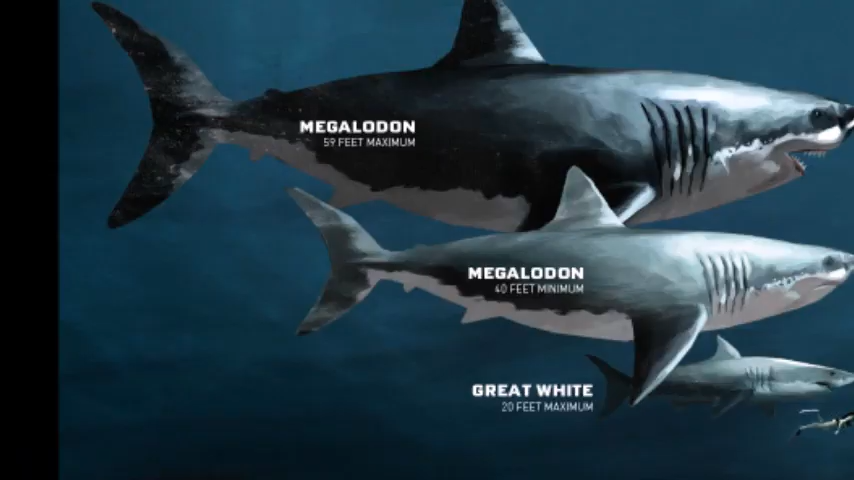 MEGALODON
59 FEET MAXIMUM
MEGALODON
40 FEET MINIMUM
GREAT WHITE
20 FEET MAXIMUM